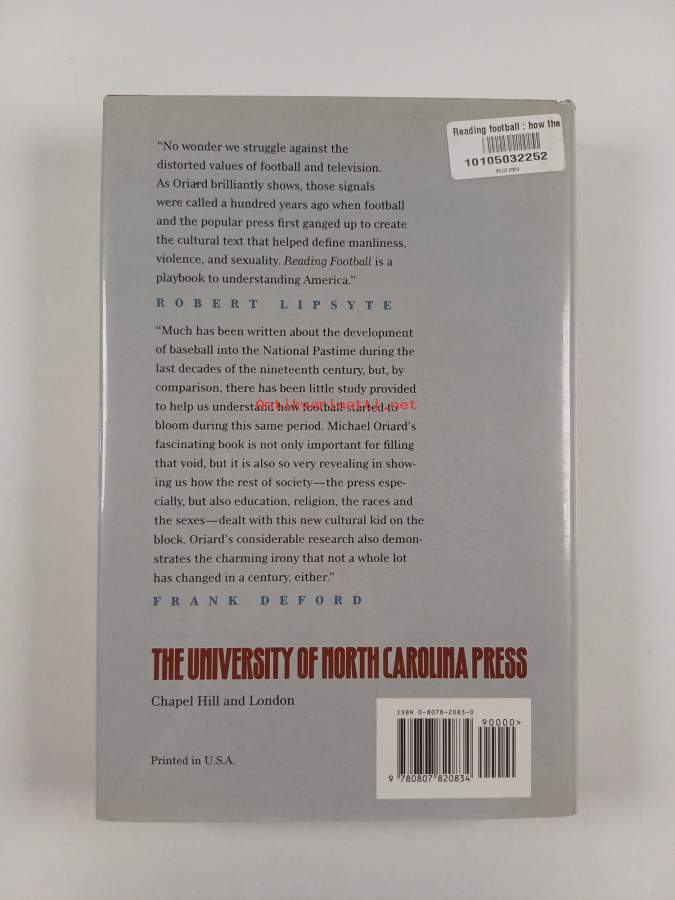 Reading football : how the
10105032252
“No wonder we struggle against the
distorted values of football and television.
As Oriard brilliantly shows, those signals
were called a hundred years ago when football
and the popular press first ganged up to create
the cultural text that helped define manliness,
violence, and sexuality. Reading Football is a
playbook to understanding America.”
ROBERT LIPSYTE
“Much has been written about the development
of baseball into the National Pastime during the
last decades of the nineteenth century, but, by
comparison, there has been little study provided
to help us understand how football started to
Antikvariaatti.net
bloom during this same period. Michael Oriard’s
fascinating book is not only important for filling
that void, but it is also so very revealing in show-
ing us how the rest of society—the press espe-
cially, but also education, religion, the races and
the sexes—dealt with this new cultural kid on the
block. Oriard’s considerable research also demon-
strates the charming irony that not a whole lot
has changed in a century, either.”
FRANK DEFORD
THE UNIVERSITY OF NORTH CAROLINA PRESS
Chapel Hill and London
ISBN 0-8078-2083-0
90000>
9 780807 820834
Printed in U.S.A.